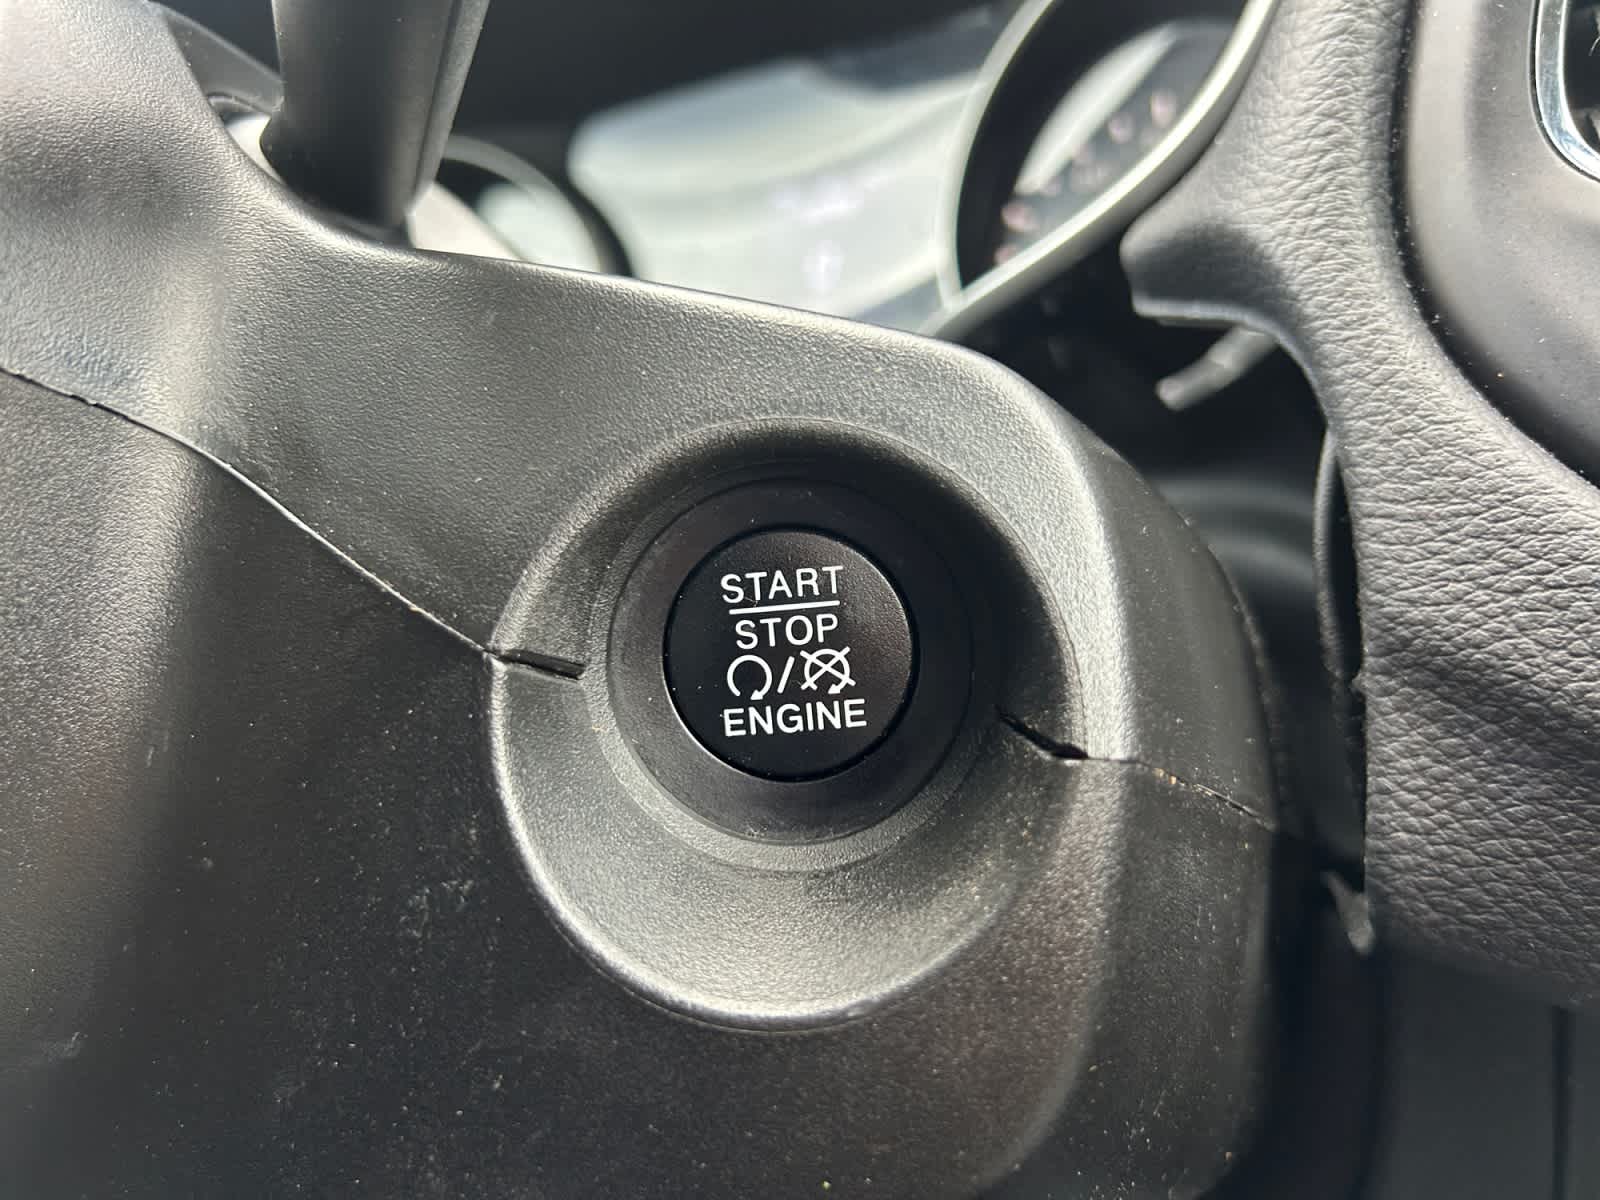 START
STOP
/
ENGINE